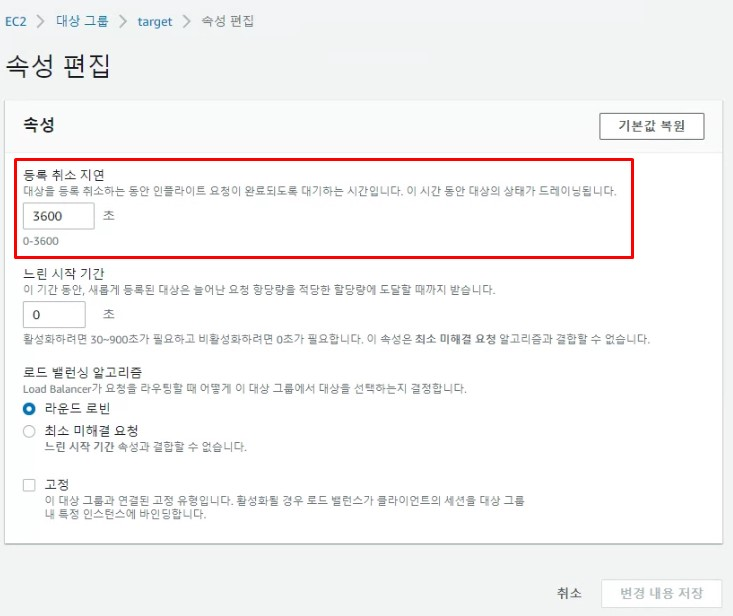 EC2 > 대상 그룹 > target > 속성 편집
속성 편집
속성
기본값 복원
등록 취소 지연
대상을 등록 취소하는 동안 인플라이트 요청이 완료되도록 대기하는 시간입니다. 이 시간 동안 대상의 상태가 드레이닝됩니다.
3600 초
0-3600
느린 시작 기간
이 기간 동안, 새롭게 등록된 대상은 늘어난 요청 할당량을 적당한 할당량에 도달할 때까지 받습니다.
0 초
활성화하려면 30~900초가 필요하고 비활성화하려면 0초가 필요합니다. 이 속성은 최소 미해결 요청 알고리즘과 결합할 수 없습니다.
로드 밸런싱 알고리즘
Load Balancer가 요청을 라우팅할 때 어떻게 이 대상 그룹에서 대상을 선택하는지 결정합니다.
라운드 로빈
최소 미해결 요청
느린 시작 기간 속성과 결합할 수 없습니다.
고정
이 대상 그룹과 연결된 고정 유형입니다. 활성화될 경우 로드 밸런스가 클라이언트의 세션을 대상 그룹
내 특정 인스턴스에 바인딩합니다.
취소
변경 내용 저장